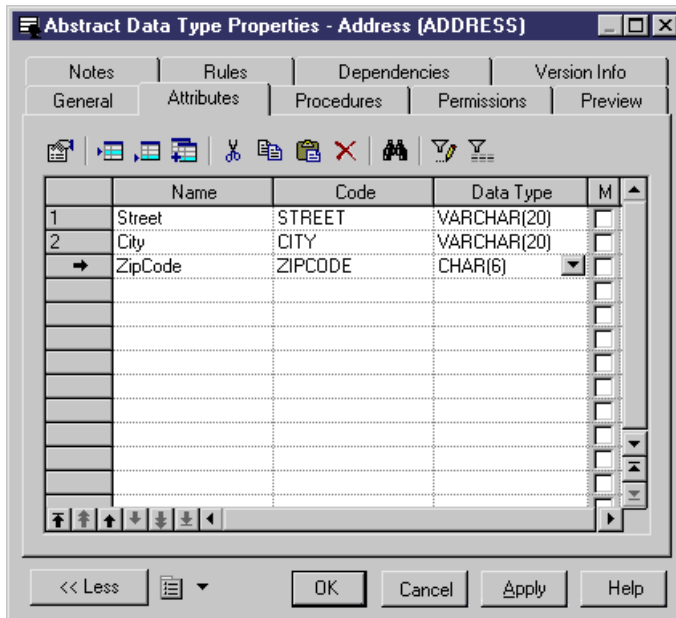 Abstract Data Type Properties - Address (ADDRESS)
Notes Rules Dependencies Version Info
General Attributes Procedures Permissions Preview
Name Code Data Type M
1 Street STREET VARCHAR(20)
2 City CITY VARCHAR(20)
ZipCode ZIPCODE CHAR(6)
<< Less OK Cancel Apply Help